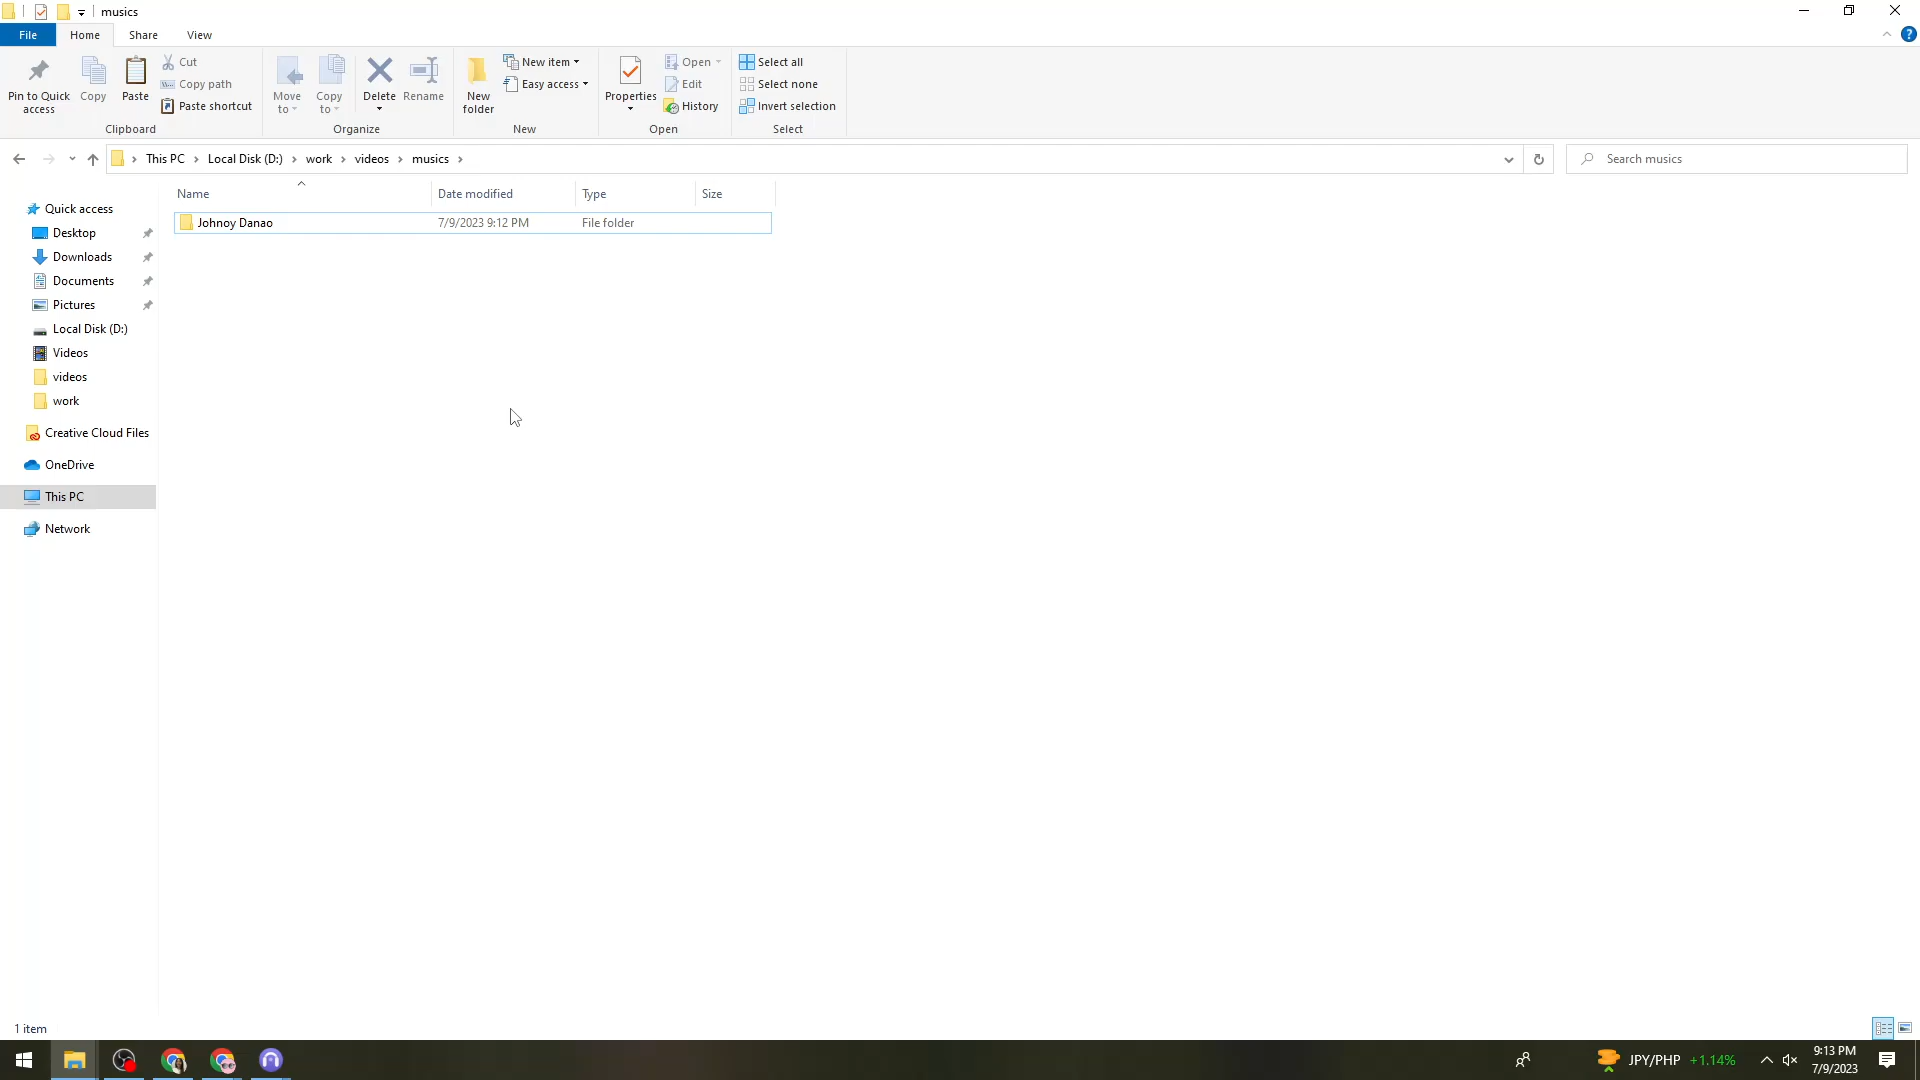 musics
File Home Share View
Pin to Quick access
Copy
Paste
Cut
Copy path
Paste shortcut
Clipboard
Move to
Copy to
Delete
Rename
Organize
New folder
New item
Easy access
New
Properties
Open
Edit
History
Open
Select all
Select none
Invert selection
Select
This PC Local Disk (D:) work videos musics
Search musics
Name Date modified Type Size
Johnoy Danao 7/9/2023 9:12 PM File folder
Quick access
Desktop
Downloads
Documents
Pictures
Local Disk (D:)
Videos
videos
work
Creative Cloud Files
OneDrive
This PC
Network
1 item
JPY/PHP +1.14%
9:13 PM
7/9/2023